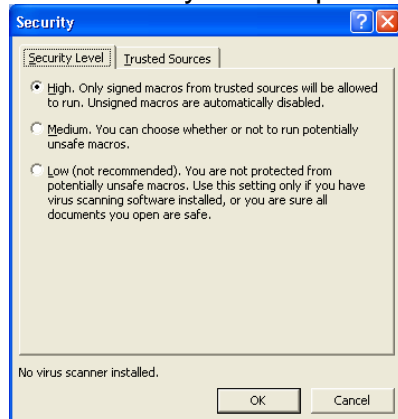 Security
Security Level
Trusted Sources
High. Only signed macros from trusted sources will be allowed
to run. Unsigned macros are automatically disabled.
Medium. You can choose whether or not to run potentially
unsafe macros.
Low (not recommended). You are not protected from
potentially unsafe macros. Use this setting only if you have
virus scanning software installed, or you are sure all
documents you open are safe.
No virus scanner installed.
OK
Cancel